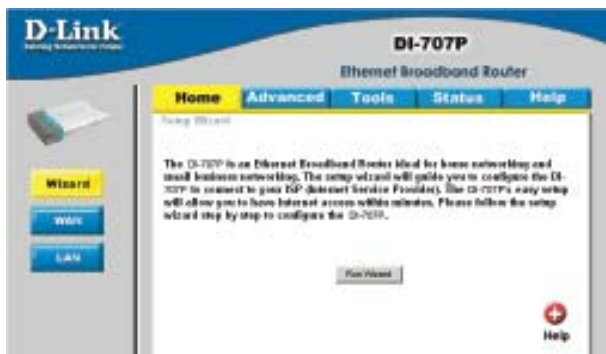 D-Link
Building Networks for People
DI-707P
Ethernet Broadband Router
Home Advanced Tools Status Help
Setup Wizard
The DI-707P is an Ethernet Broadband Router ideal for home networking and
small business networking. The setup wizard will guide you to configure the DI-
707P to connect to your ISP (Internet Service Provider). The DI-707P's easy setup
will allow you to have Internet access within minutes. Please follow the setup
wizard step by step to configure the DI-707P.
Wizard
WAN
LAN
Run Wizard
Help